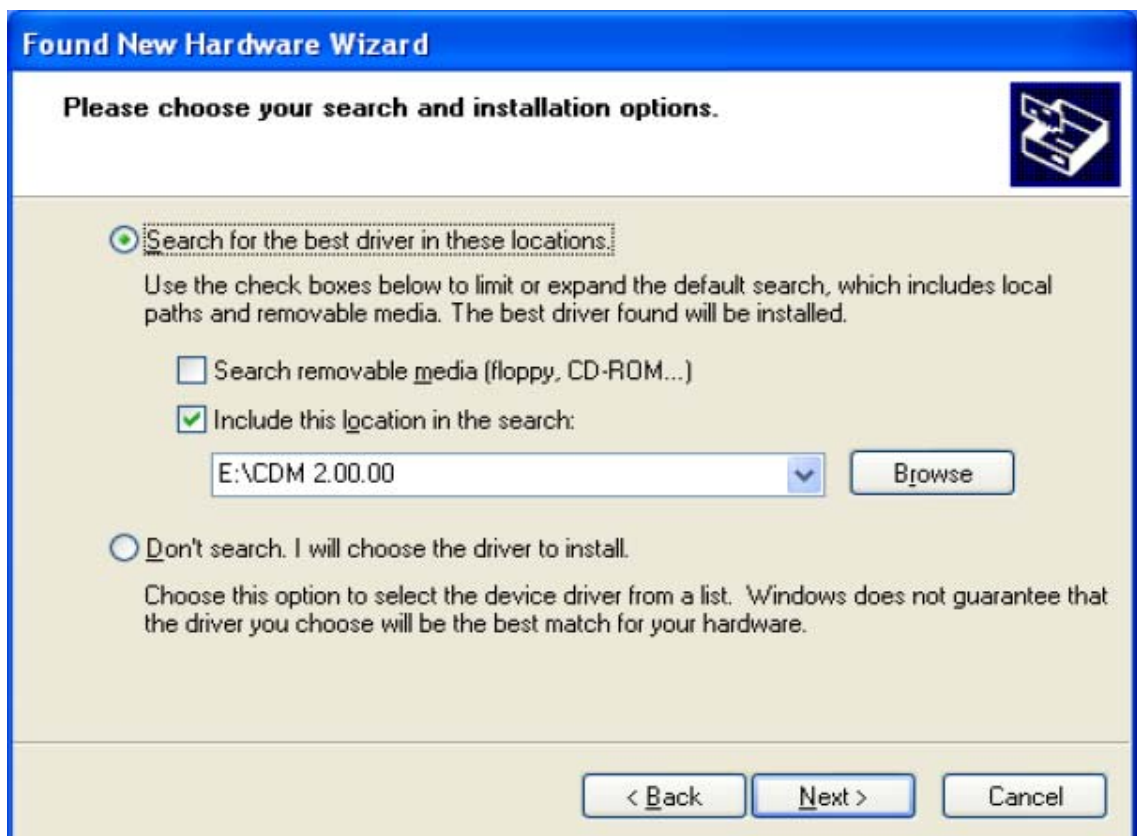 Found New Hardware Wizard
Please choose your search and installation options.
Search for the best driver in these locations.
Use the check boxes below to limit or expand the default search, which includes local
paths and removable media. The best driver found will be installed.
Search removable media (floppy, CD-ROM...)
Include this location in the search:
E:\CDM 2.00.00
Browse
Don't search. I will choose the driver to install.
Choose this option to select the device driver from a list.  Windows does not guarantee that
the driver you choose will be the best match for your hardware.
< Back
Next >
Cancel